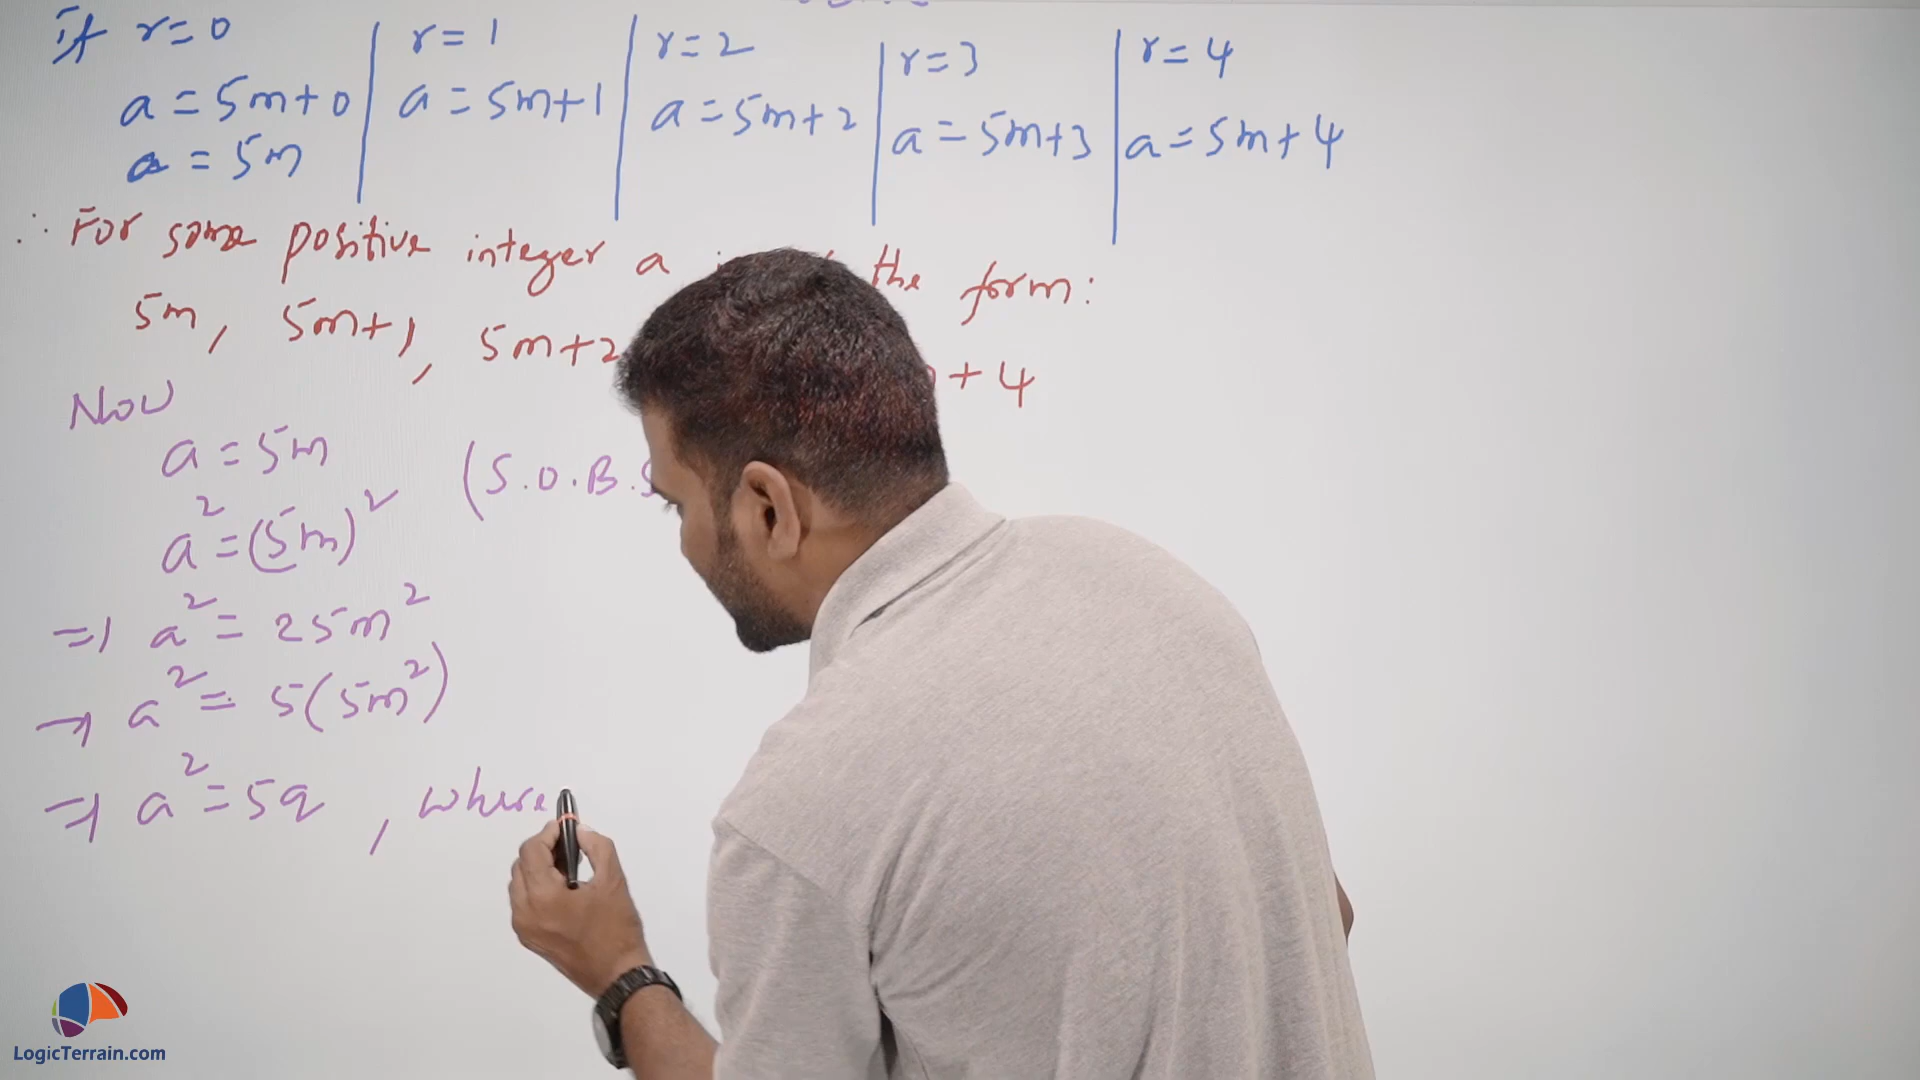 if r=0
r=1
r=2
r=3
r=4
a=5m+0
a=5m+1
a=5m+2
a=5m+3
a=5m+4
a=5m
∴ For some positive integer a the form:
5m, 5m+1, 5m+2 +4
Now
a=5m
a²=(5m)² (S.O.B.S
⇒ a²=25m²
⇒ a²=5(5m²)
⇒ a²=5q, where
LogicTerrain.com